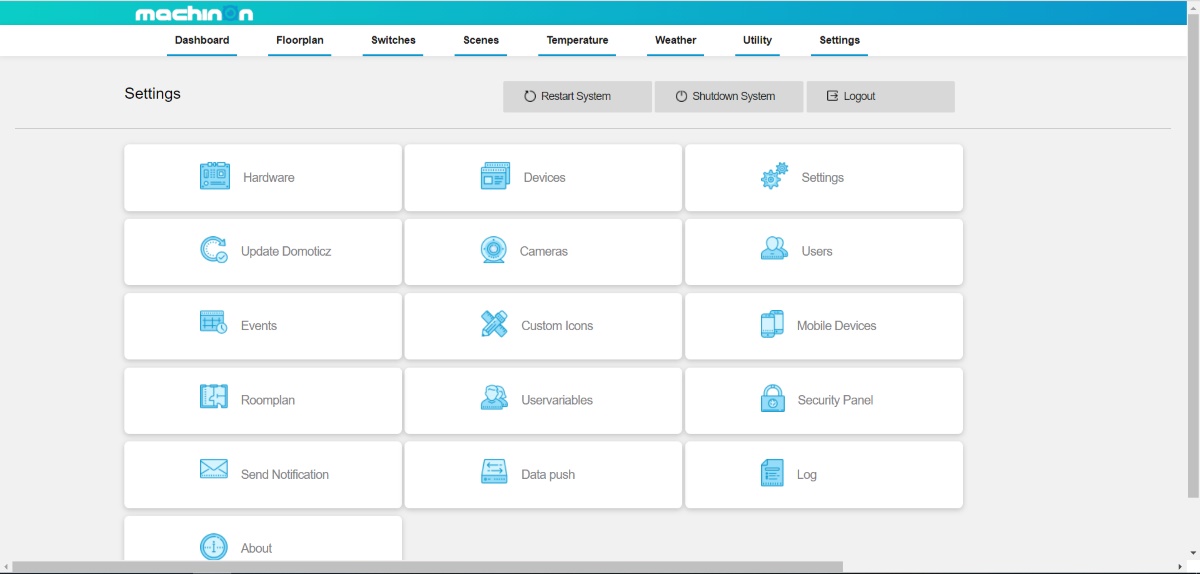 machinOn
Dashboard Floorplan Switches Scenes Temperature Weather Utility Settings
Settings Restart System Shutdown System Logout
Hardware Devices Settings
Update Domoticz Cameras Users
Events Custom Icons Mobile Devices
Roomplan Uservariables Security Panel
Send Notification Data push Log
About